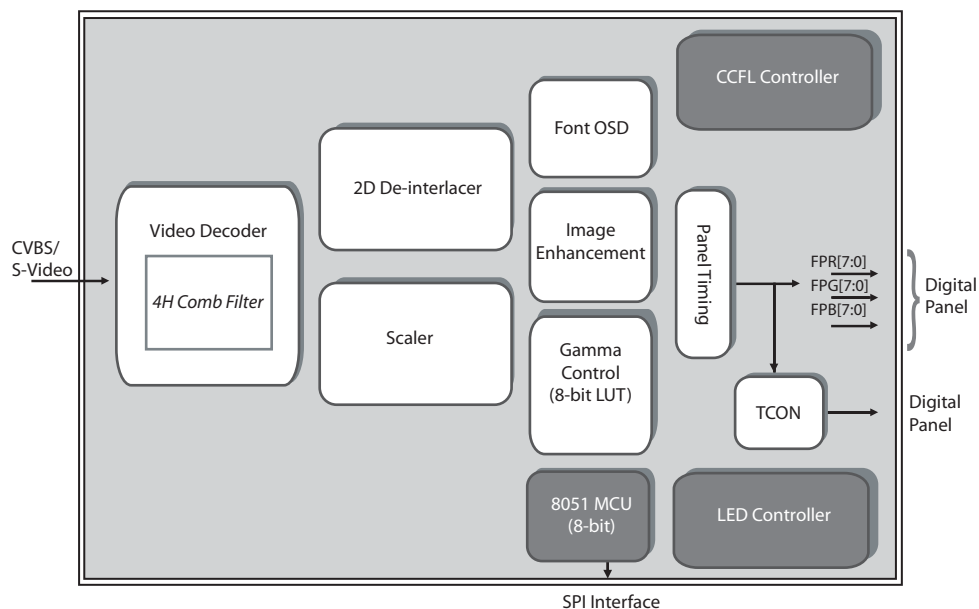 CCFL Controller
Font OSD
2D De-interlacer
Video Decoder
4H Comb Filter
CVBS/
S-Video
Image
Enhancement
Panel Timing
FPR[7:0]
FPG[7:0]
FPB[7:0]
Digital
Panel
Scaler
Gamma
Control
(8-bit LUT)
TCON
Digital
Panel
8051 MCU
(8-bit)
LED Controller
SPI Interface